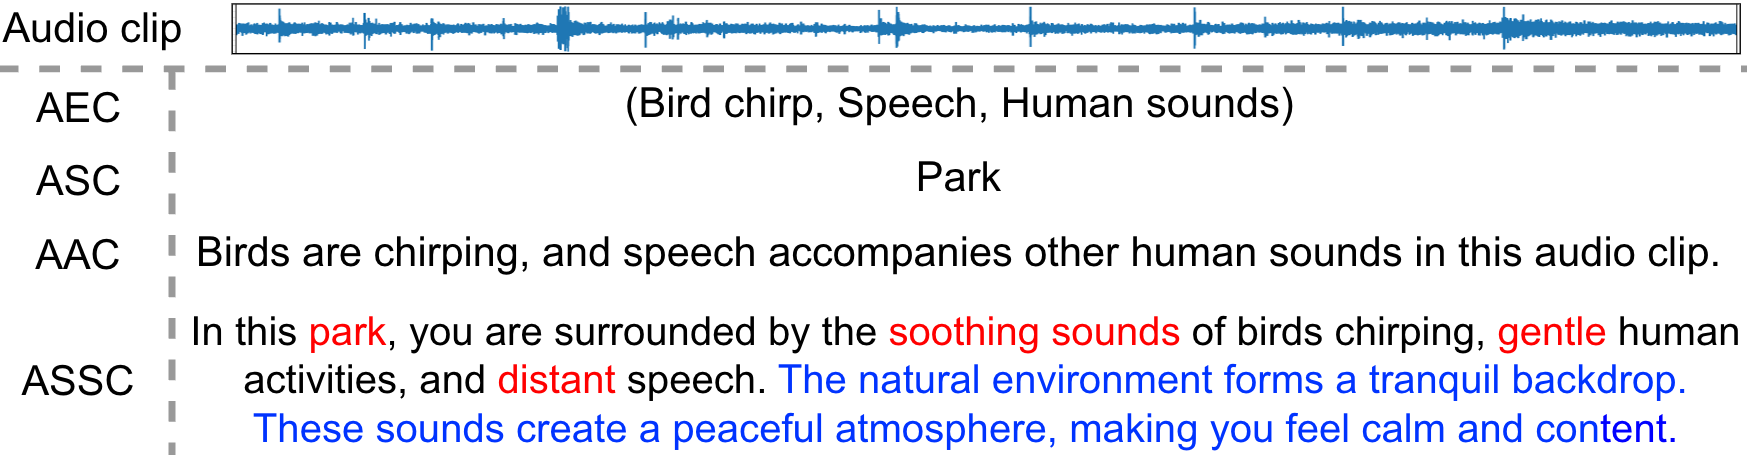 Audio clip
AEC
(Bird chirp, Speech, Human sounds)
ASC
Park
AAC
Birds are chirping, and speech accompanies other human sounds in this audio clip.
ASSC
In this park, you are surrounded by the soothing sounds of birds chirping, gentle human
activities, and distant speech. The natural environment forms a tranquil backdrop.
These sounds create a peaceful atmosphere, making you feel calm and content.